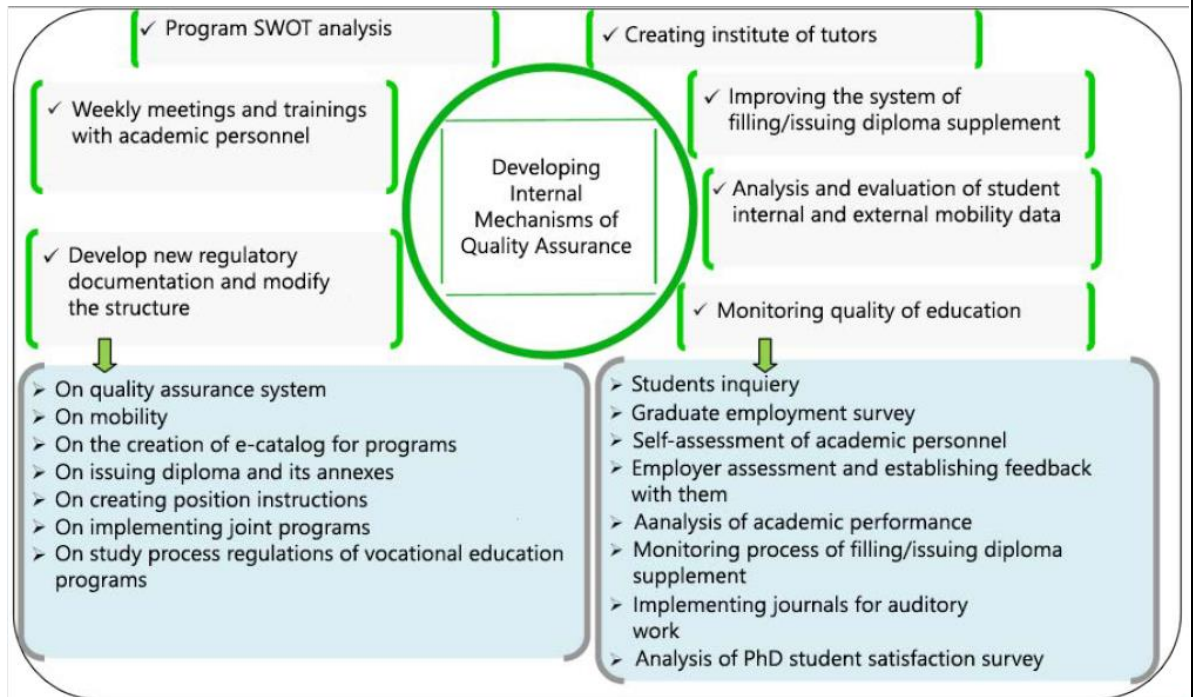 ✓ Program SWOT analysis
✓ Creating institute of tutors
✓ Weekly meetings and trainings
with academic personnel
✓ Improving the system of
filling/issuing diploma supplement
Developing
Internal
Mechanisms of
Quality Assurance
✓ Analysis and evaluation of student
internal and external mobility data
✓ Develop new regulatory
documentation and modify
the structure
✓ Monitoring quality of education
➢ On quality assurance system
➢ On mobility
➢ On the creation of e-catalog for programs
➢ On issuing diploma and its annexes
➢ On creating position instructions
➢ On implementing joint programs
➢ On study process regulations of vocational education
programs
➢ Students inquiery
➢ Graduate employment survey
➢ Self-assessment of academic personnel
➢ Employer assessment and establishing feedback
with them
➢ Aanalysis of academic performance
➢ Monitoring process of filling/issuing diploma
supplement
➢ Implementing journals for auditory
work
➢ Analysis of PhD student satisfaction survey